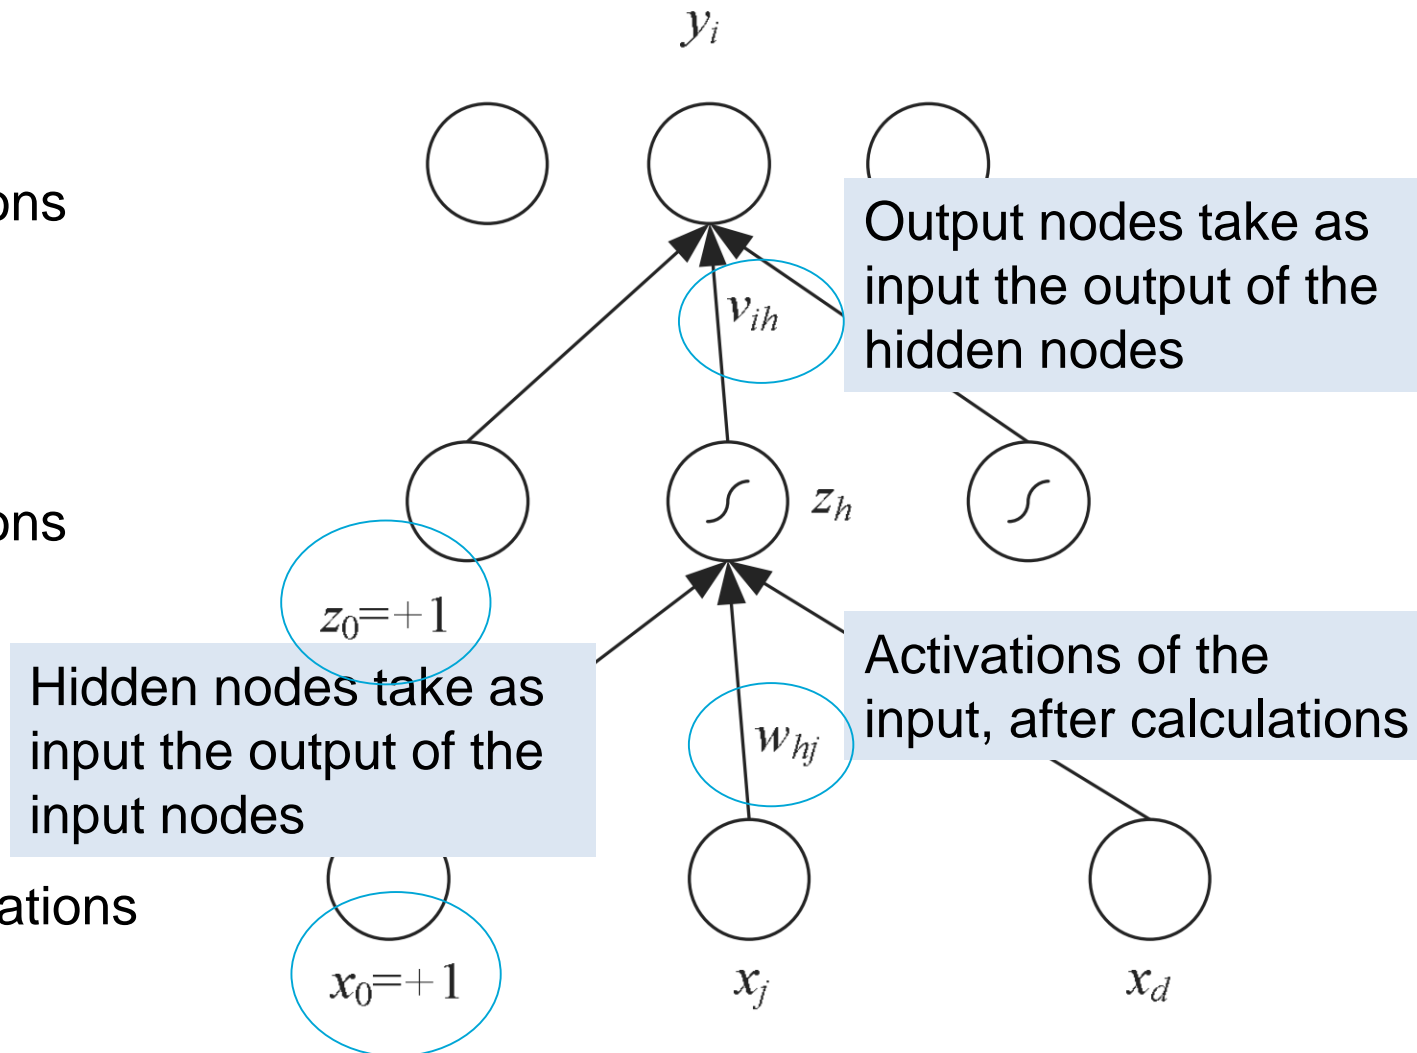 yᵢ
ons
Output nodes take as
input the output of the
hidden nodes
vᵢₕ
zₕ
ons
z₀=+1
Hidden nodes take as
input the output of the
input nodes
Activations of the
input, after calculations
wₕⱼ
ations
x₀=+1
xⱼ
x_d